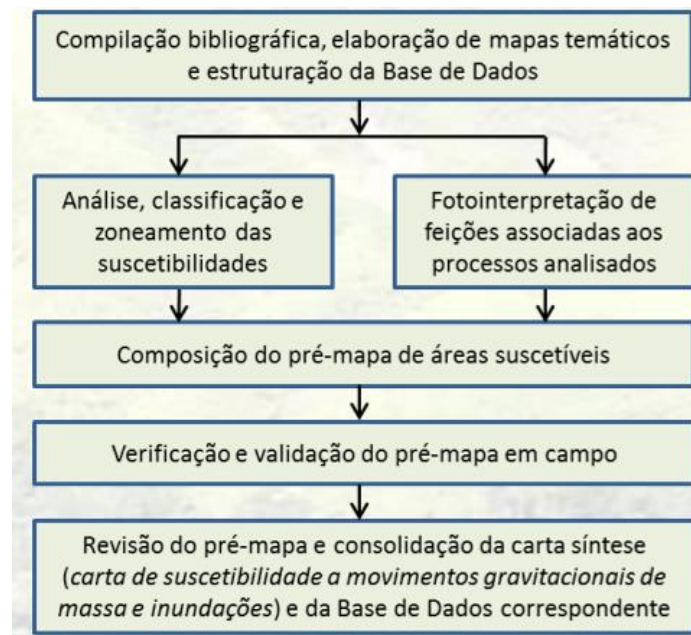 Compilação bibliográfica, elaboração de mapas temáticos
e estruturação da Base de Dados
Análise, classificação e
zoneamento das
suscetibilidades
Fotointerpretação de
feições associadas aos
processos analisados
Composição do pré-mapa de áreas suscetíveis
Verificação e validação do pré-mapa em campo
Revisão do pré-mapa e consolidação da carta síntese
(carta de suscetibilidade a movimentos gravitacionais de
massa e inundações) e da Base de Dados correspondente